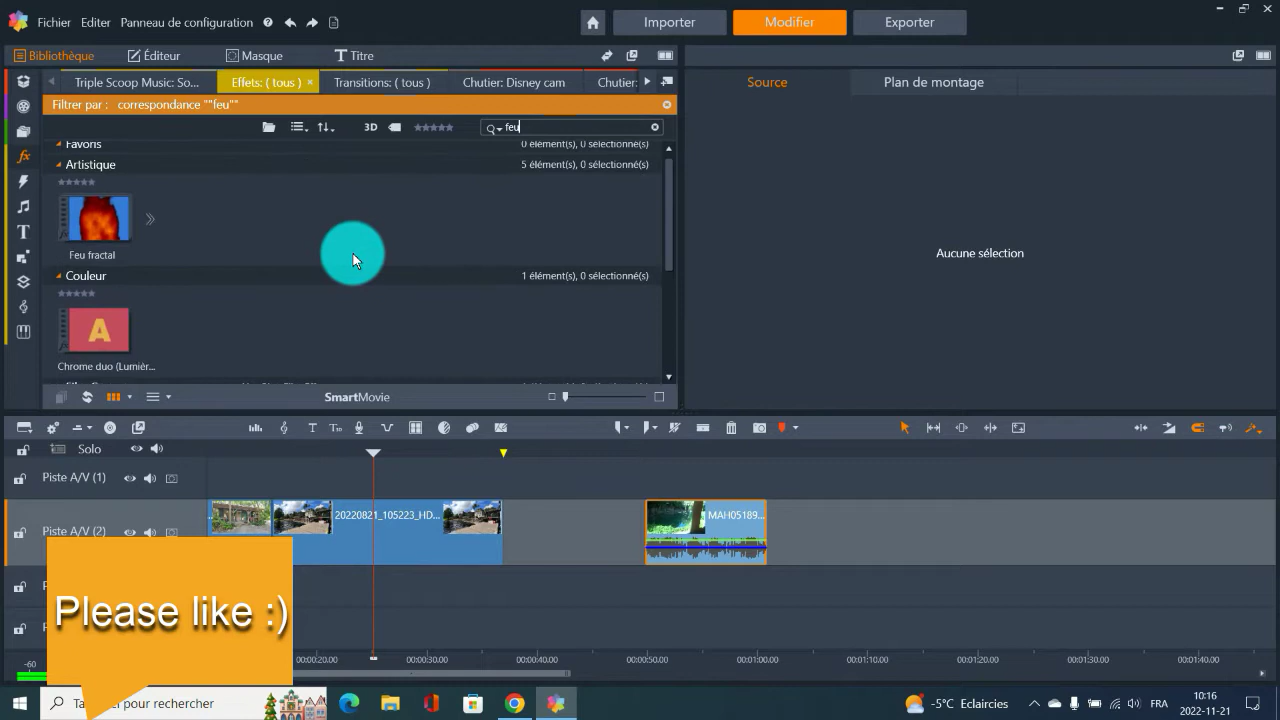 Fichier Editer Panneau de configuration
Importer Modifier Exporter
Bibliothèque Éditeur Masque Titre
Triple Scoop Music: So... Effets: ( tous ) × Transitions: ( tous ) Chutier: Disney cam Chutier:
Source Plan de montage
Filtrer par : correspondance ""feu""
3D feu
Favoris 0 élément(s), 0 sélectionné(s)
Artistique 5 élément(s), 0 sélectionné(s)
Feu fractal
Aucune sélection
Couleur 1 élément(s), 0 sélectionné(s)
A
Chrome duo (Lumièr...
SmartMovie
Solo
Piste A/V (1)
Piste A/V (2)
20220821_105223_HD...
MAH05189...
P
P
Please like :)
-60 00:00:20.00 00:00:30.00 00:00:40.00 00:00:50.00 00:01:00.00 00:01:10.00 00:01:20.00 00:01:30.00 00:01:40.00
Ta pour rechercher
-5°C Eclaircies FRA 10:16
2022-11-21